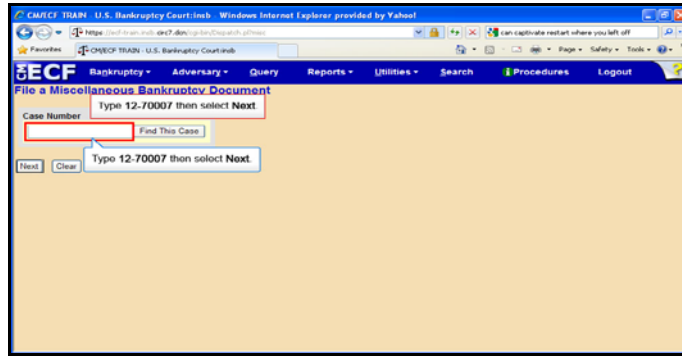 CM/ECF TRAIN - U.S. Bankruptcy Court:insb - Windows Internet Explorer provided by Yahoo!
can captivate restart where you left off
Favorites CM/ECF TRAIN - U.S. Bankruptcy Court:insb Page Safety Tools
ECF Bankruptcy Adversary Query Reports Utilities Search Procedures Logout
File a Miscellaneous Bankruptcy Document
Type 12-70007 then select Next.
Case Number
Find This Case
Type 12-70007 then select Next.
Next Clear